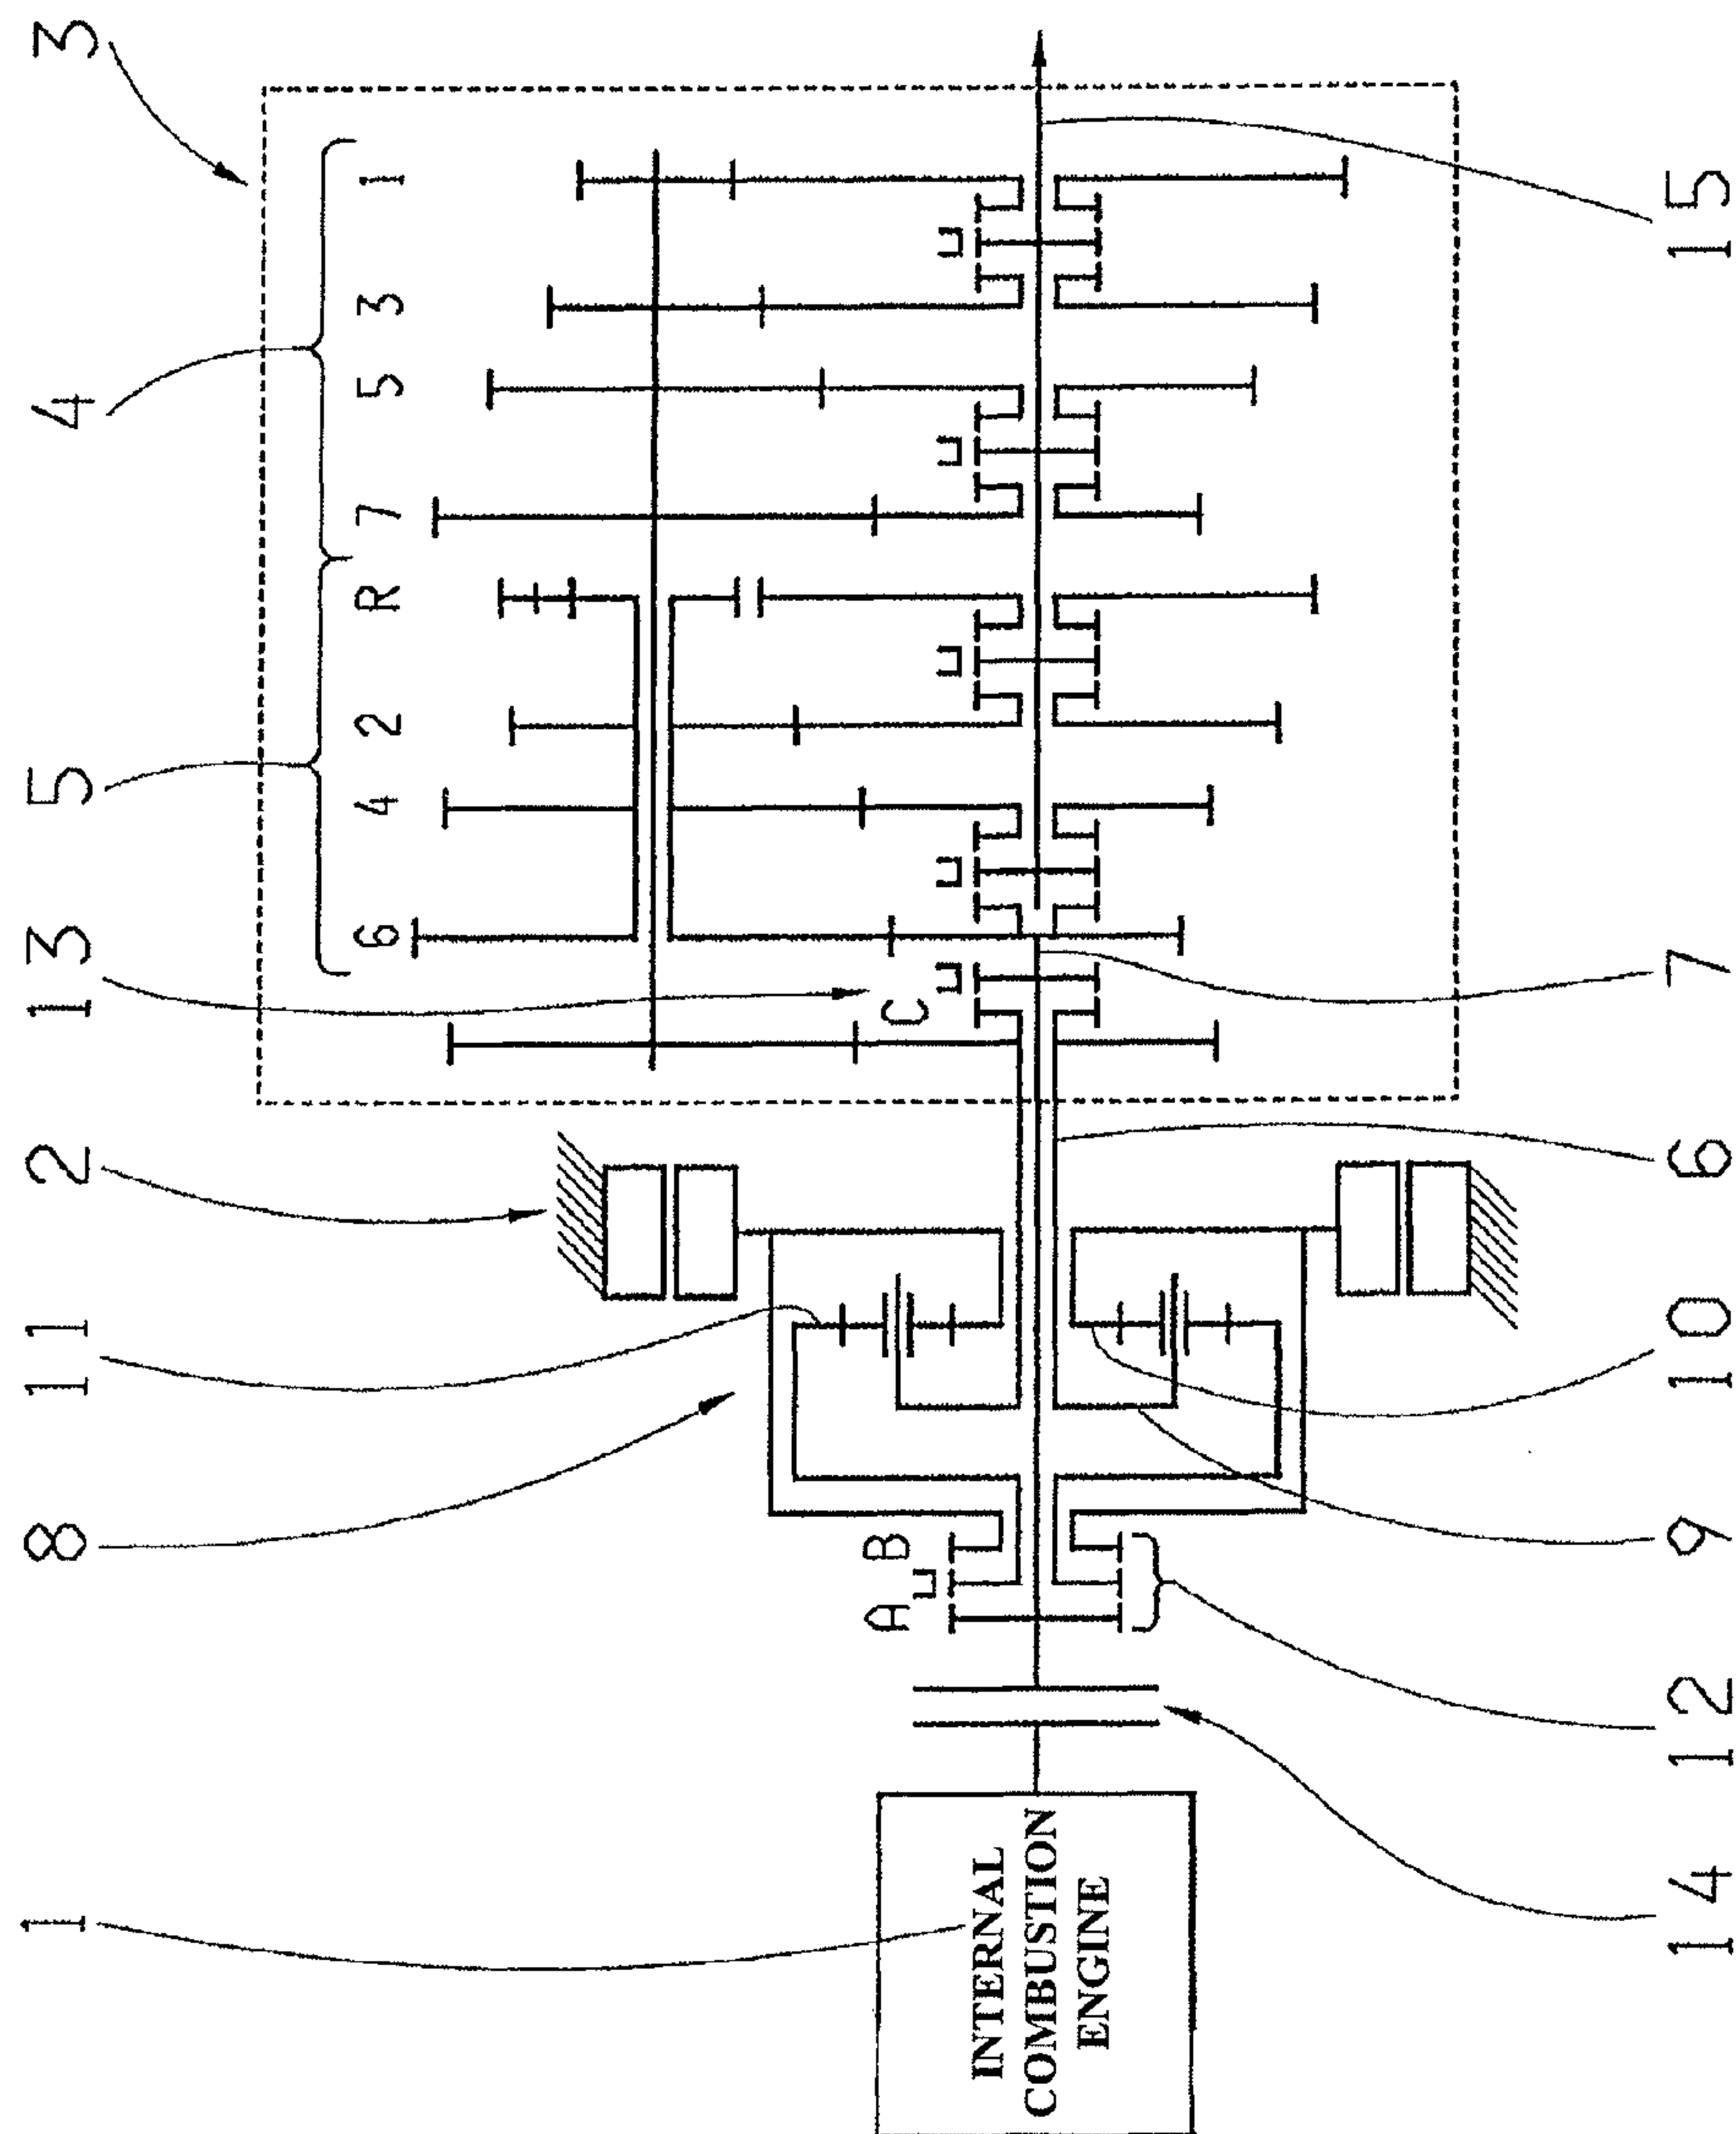 1 8 11 2 13 5 4 3
6 4 2 R 7 5 3 1
A B C
INTERNAL
COMBUSTION
ENGINE
14 12 9 10 6 7 15